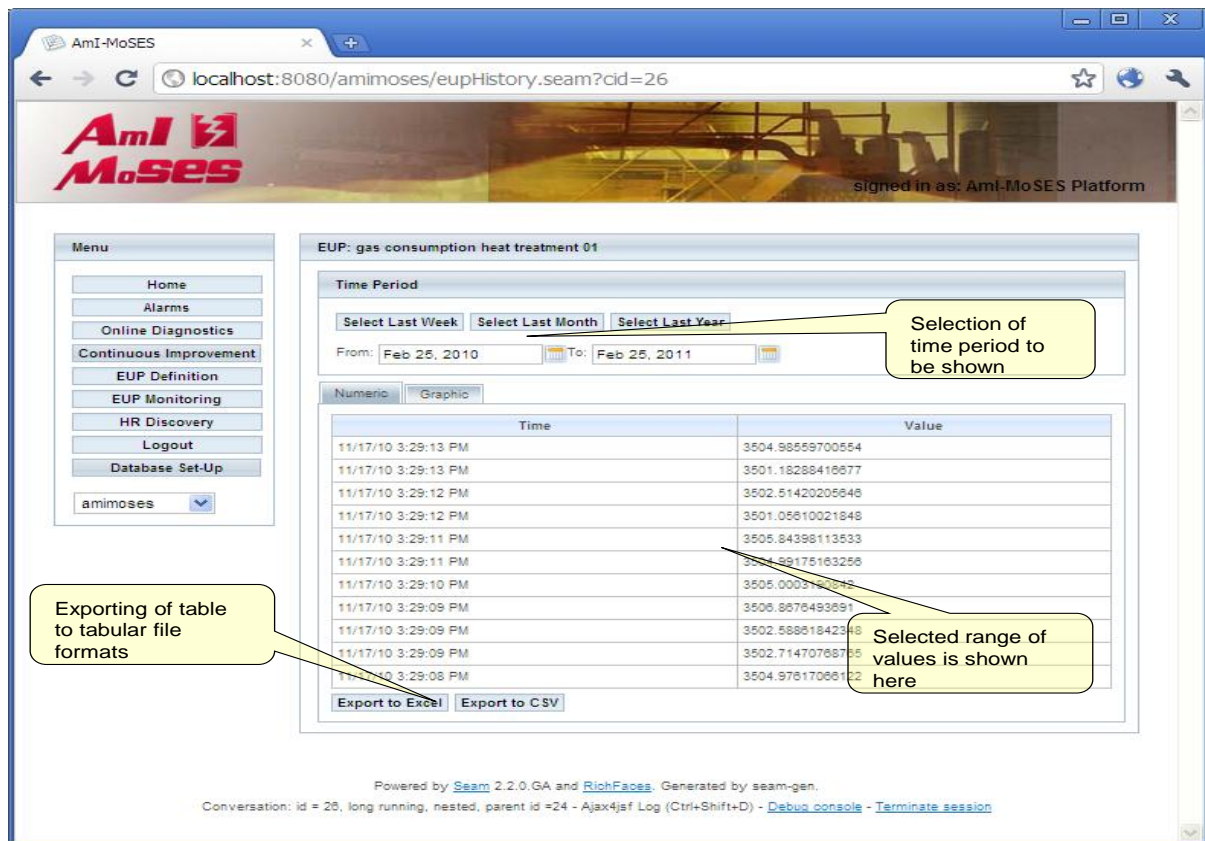 AmI-MoSES
localhost:8080/amimoses/eupHistory.seam?cid=26
AmI
MoSES
signed in as: AmI-MoSES Platform
Menu
Home
Alarms
Online Diagnostics
Continuous Improvement
EUP Definition
EUP Monitoring
HR Discovery
Logout
Database Set-Up
amimoses
EUP: gas consumption heat treatment 01
Time Period
Select Last Week Select Last Month Select Last Year
From: Feb 25, 2010 To: Feb 25, 2011
Selection of
time period to
be shown
Numeric Graphic
Time Value
11/17/10 3:29:13 PM 3504.98559700554
11/17/10 3:29:13 PM 3501.18288416677
11/17/10 3:29:12 PM 3502.51420205646
11/17/10 3:29:12 PM 3501.05610021848
11/17/10 3:29:11 PM 3505.84398113533
11/17/10 3:29:11 PM 3504.99175163256
11/17/10 3:29:10 PM
11/17/10 3:29:09 PM 3506.8676493691
11/17/10 3:29:09 PM 3502.58861842348
11/17/10 3:29:09 PM
11/17/10 3:29:08 PM 3504.97617066122
Export to Excel Export to CSV
Exporting of table
to tabular file
formats
Selected range of
values is shown
here
Powered by Seam 2.2.0.GA and RichFaces. Generated by seam-gen.
Conversation: id = 26, long running, nested, parent id =24 - Ajax4jsf Log (Ctrl+Shift+D) - Debug console - Terminate session